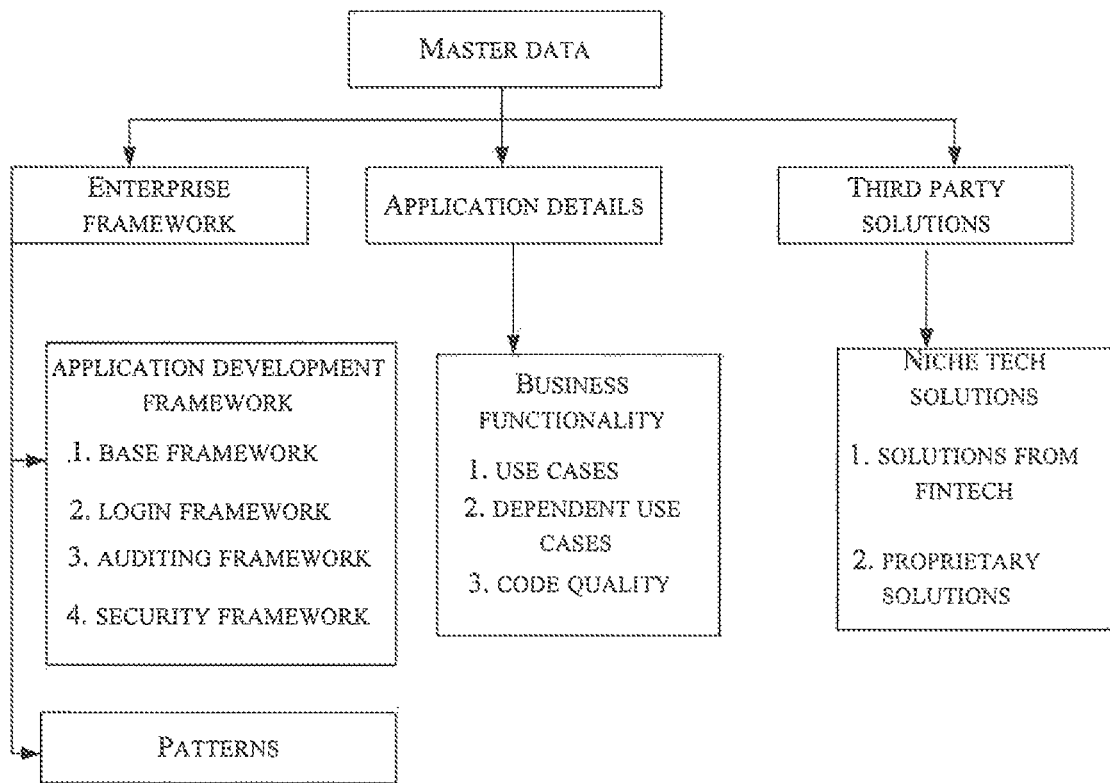 MASTER DATA
ENTERPRISE
FRAMEWORK
APPLICATION DETAILS
THIRD PARTY
SOLUTIONS
APPLICATION DEVELOPMENT
FRAMEWORK
1. BASE FRAMEWORK
2. LOGIN FRAMEWORK
3. AUDITING FRAMEWORK
4. SECURITY FRAMEWORK
BUSINESS
FUNCTIONALITY
1. USE CASES
2. DEPENDENT USE
CASES
3. CODE QUALITY
NICHE TECH
SOLUTIONS
1. SOLUTIONS FROM
FINTECH
2. PROPRIETARY
SOLUTIONS
PATTERNS